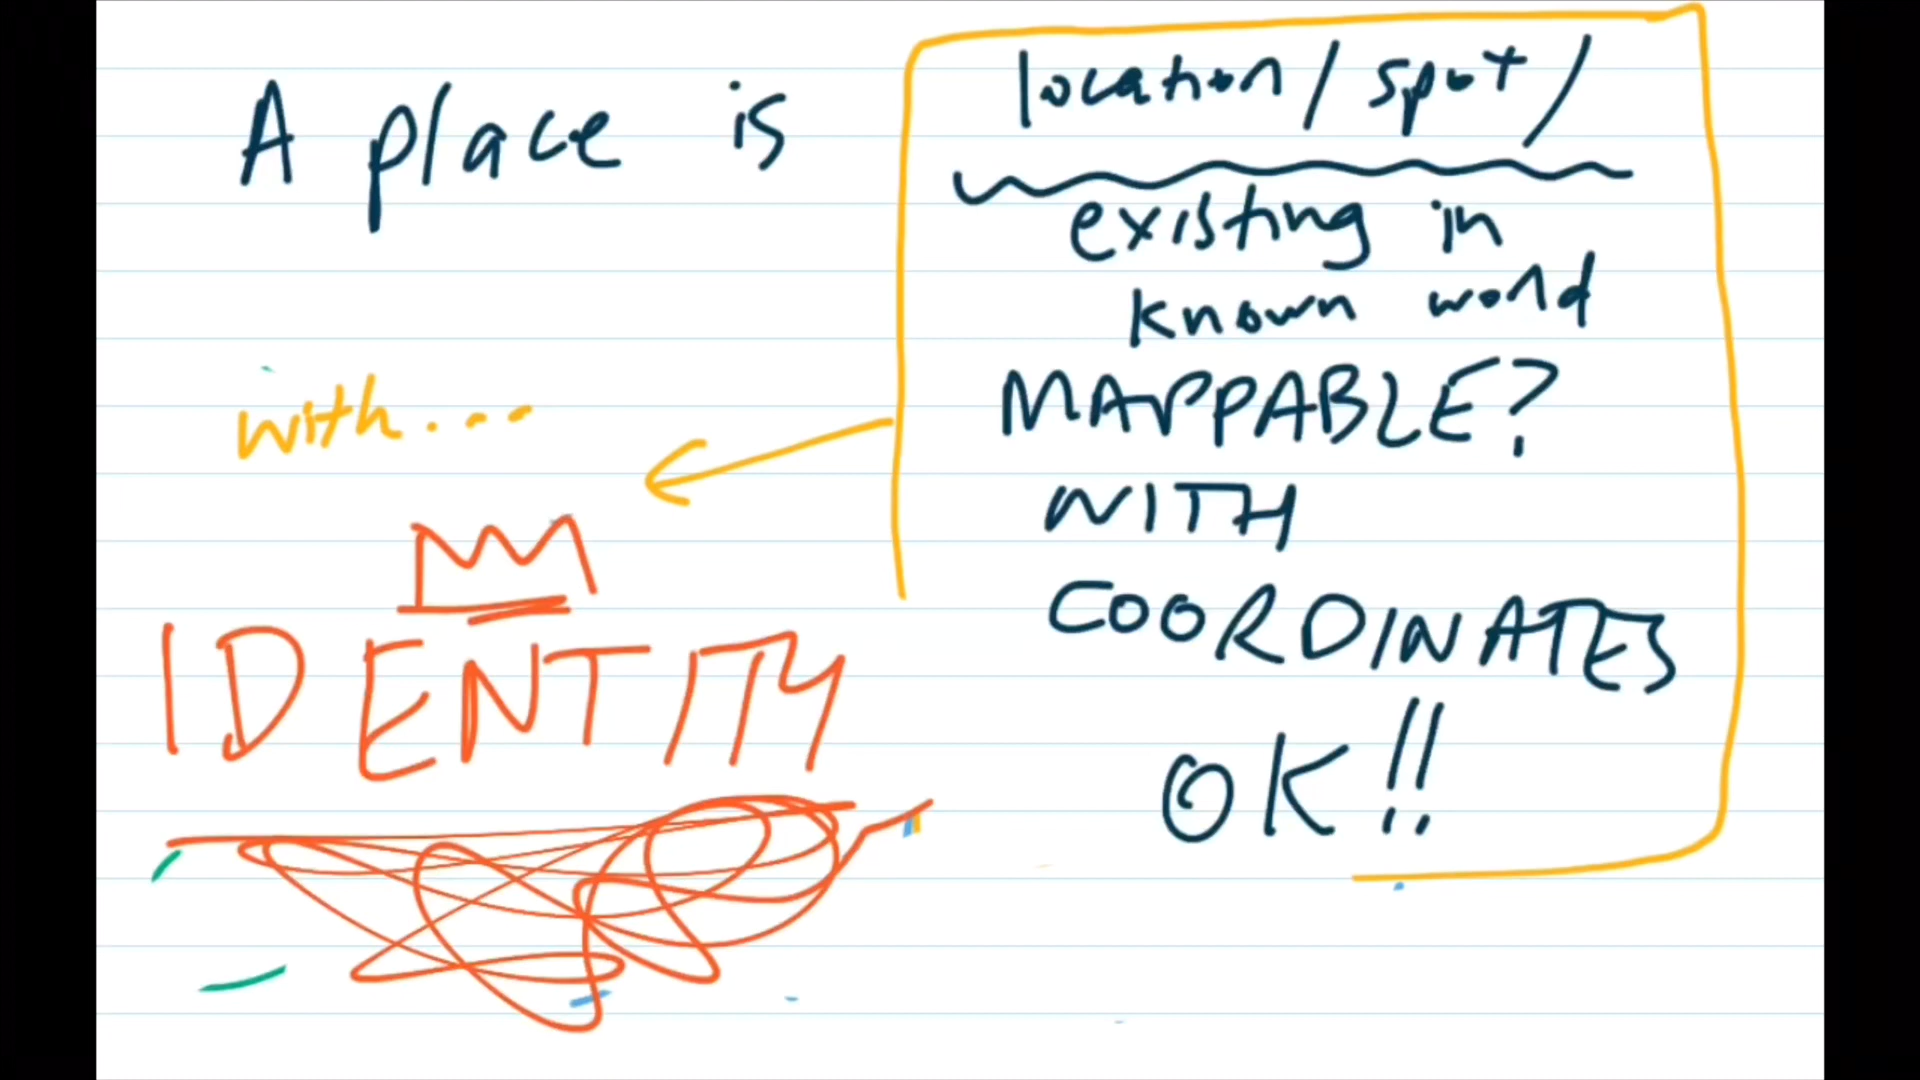 A place is
location / spot /
existing in
known world
MAPPABLE?
WITH
COORDINATES
OK!!
with....
IDENTITY